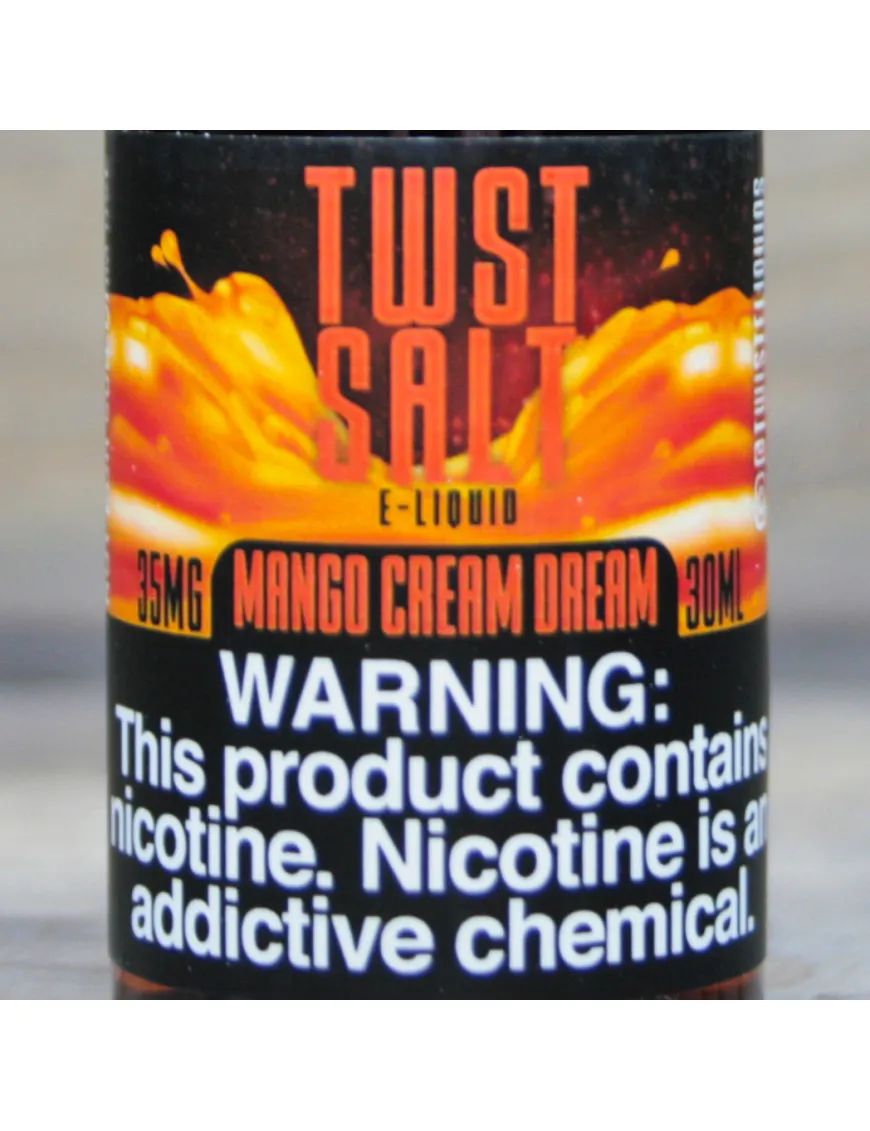 TWST
SALT
E-LIQUID
35MG MANGO CREAM DREAM 30ML
WARNING:
This product contains
nicotine. Nicotine is an
addictive chemical.